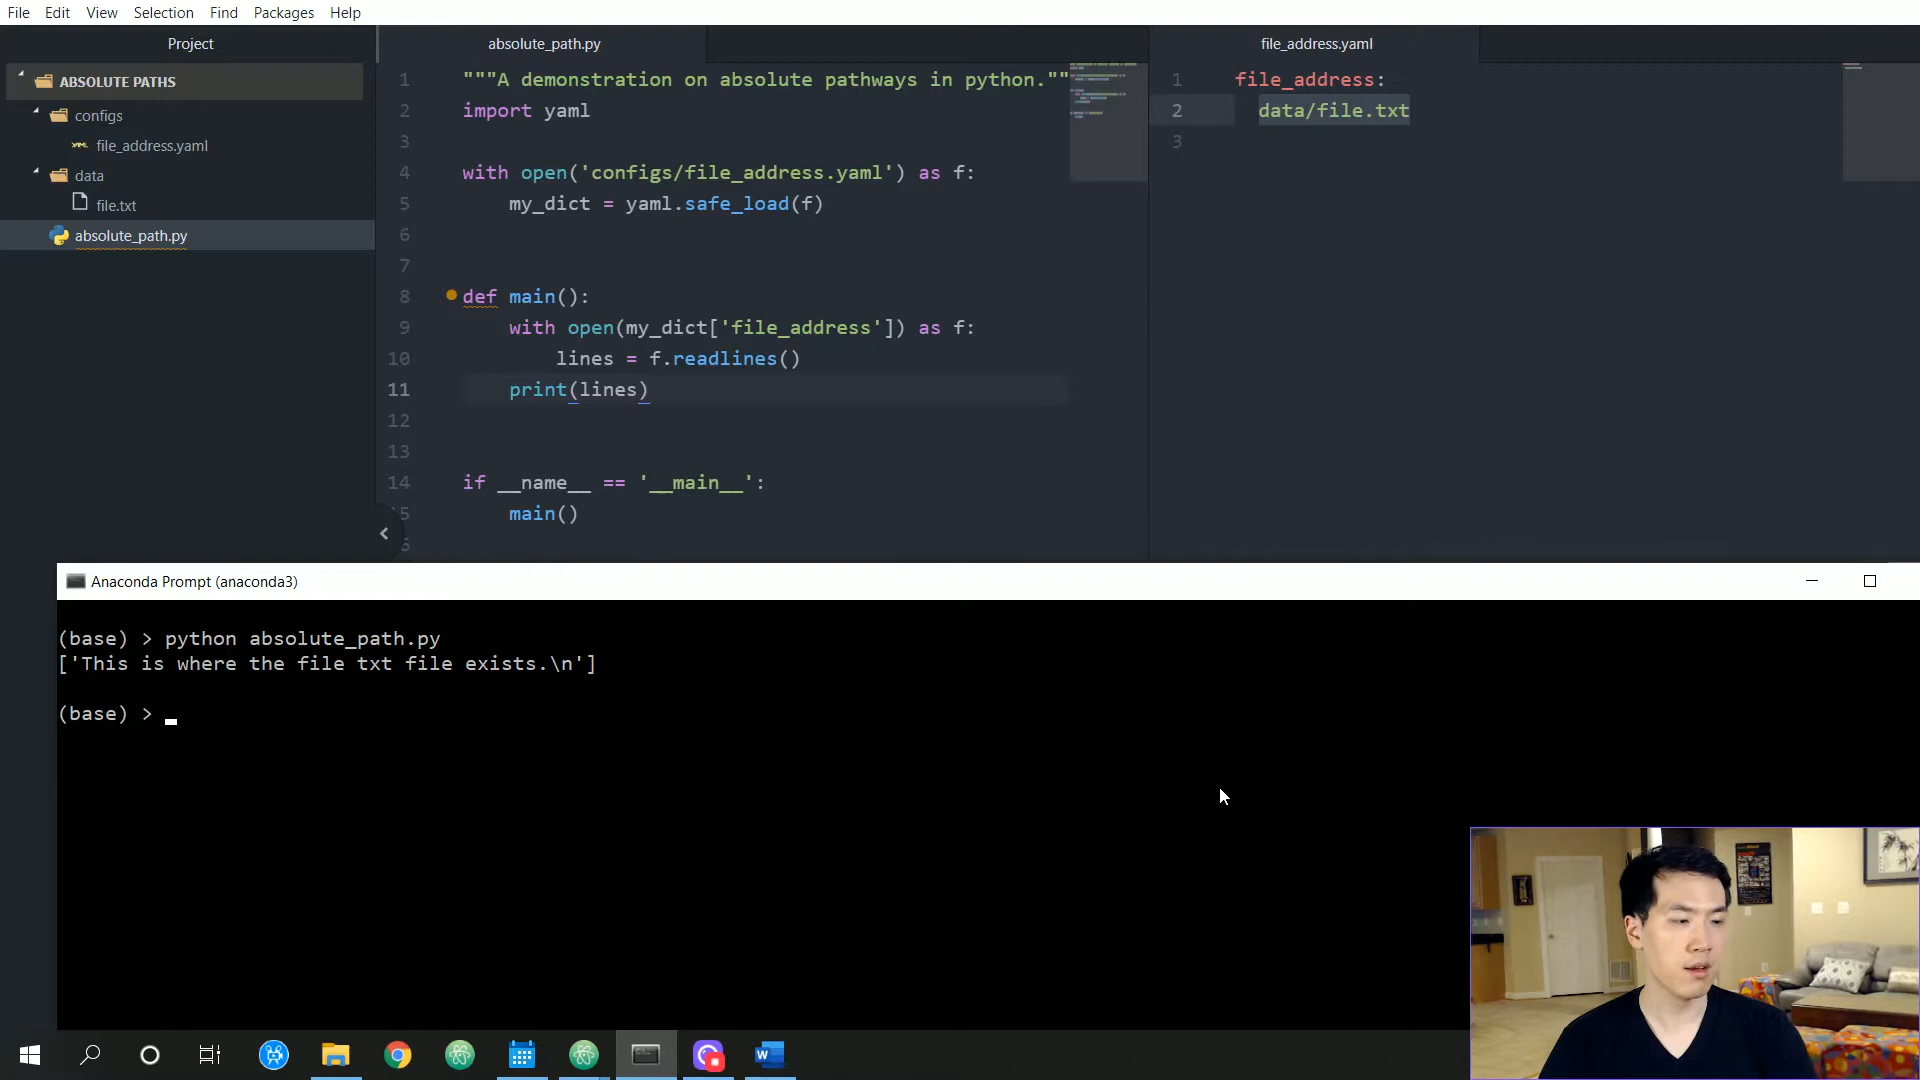 File Edit View Selection Find Packages Help
Project
ABSOLUTE PATHS
configs
file_address.yaml
data
file.txt
absolute_path.py
absolute_path.py
1 """A demonstration on absolute pathways in python.""
2 import yaml
3
4 with open('configs/file_address.yaml') as f:
5 my_dict = yaml.safe_load(f)
6
7
8 def main():
9 with open(my_dict['file_address']) as f:
10 lines = f.readlines()
11 print(lines)
12
13
14 if __name__ == '__main__':
5 main()
6
file_address.yaml
1 file_address:
2 data/file.txt
3
Anaconda Prompt (anaconda3)
(base) > python absolute_path.py
['This is where the file txt file exists.\n']
(base) >